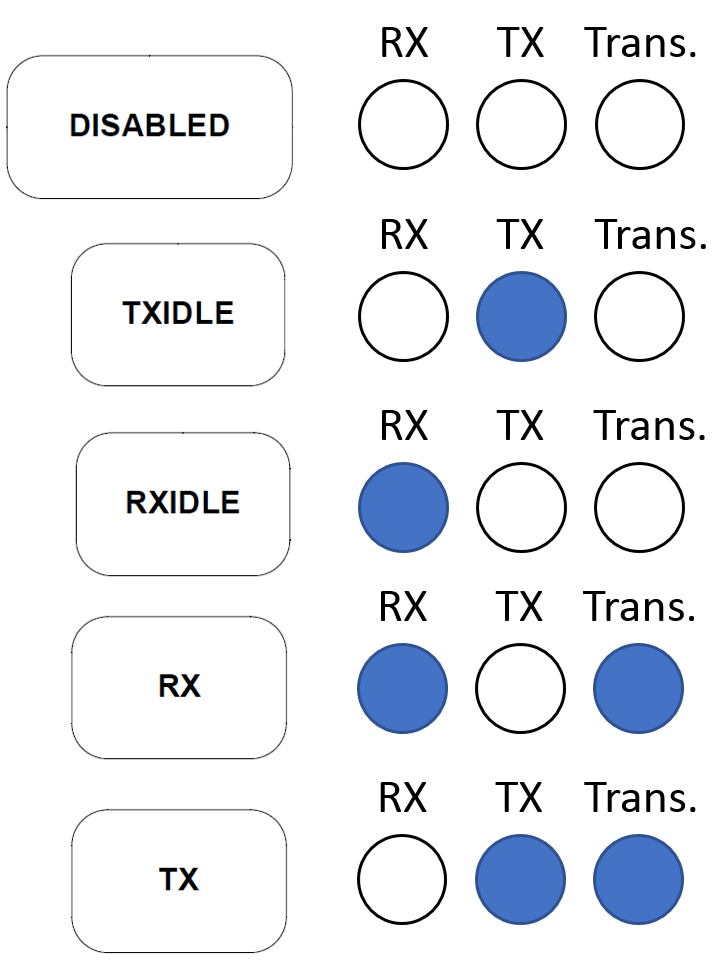 RX TX Trans.
DISABLED
RX TX Trans.
TXIDLE
RX TX Trans.
RXIDLE
RX TX Trans.
RX
RX TX Trans.
TX